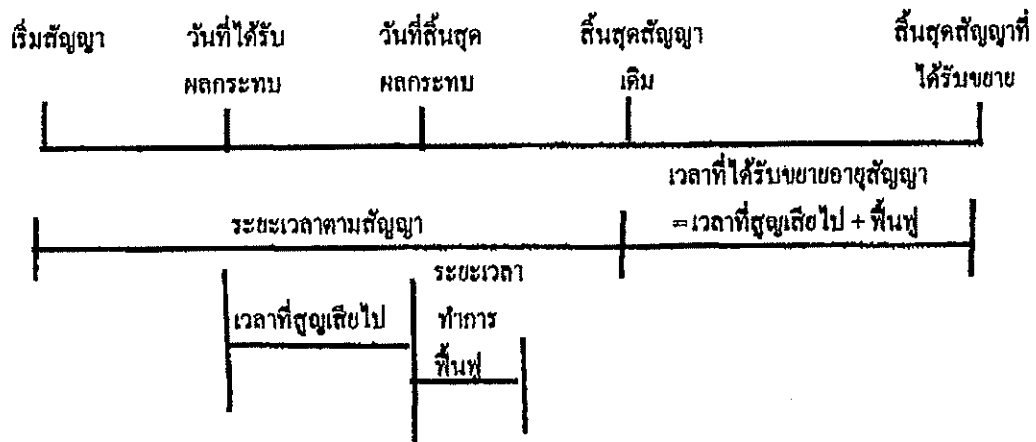 เริ่มสัญญา
วันที่ได้รับ
ผลกระทบ
วันที่สิ้นสุด
ผลกระทบ
สิ้นสุดสัญญา
เดิม
สิ้นสุดสัญญาที่
ได้รับขยาย
เวลาที่ได้รับขยายอายุสัญญา
=เวลาที่สูญเสียไป + ฟื้นฟู
ระยะเวลาตามสัญญา
เวลาที่สูญเสียไป
ระยะเวลา
ทำการ
ฟื้นฟู